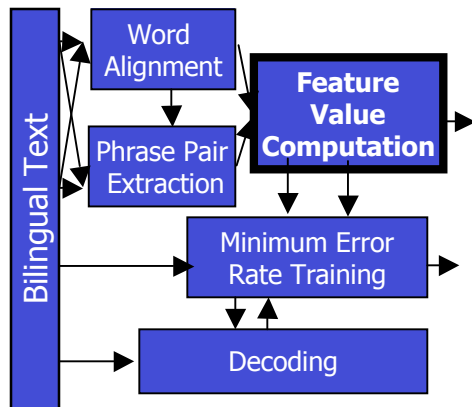 Bilingual Text
Word
Alignment
Phrase Pair
Extraction
Feature
Value
Computation
Minimum Error
Rate Training
Decoding